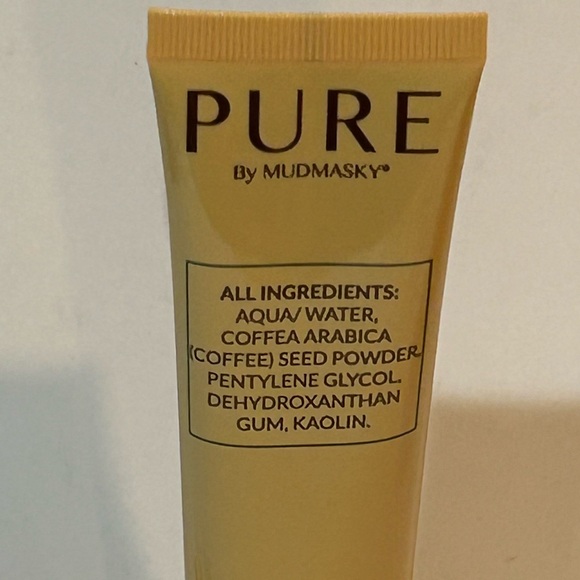 PURE
By MUDMASKY®
ALL INGREDIENTS:
AQUA/ WATER,
COFFEA ARABICA
(COFFEE) SEED POWDER,
PENTYLENE GLYCOL.
DEHYDROXANTHAN
GUM, KAOLIN.